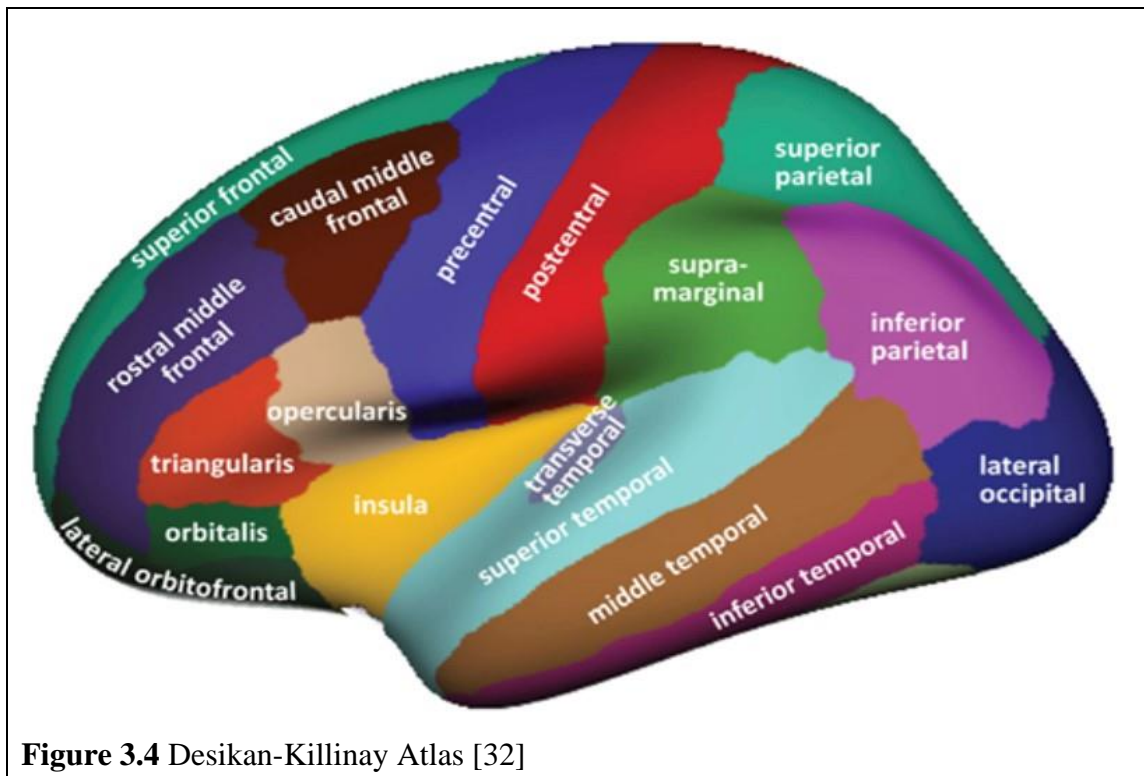 superior frontal
caudal middle
frontal
precentral
postcentral
superior
parietal
rostral middle
frontal
supra-
marginal
inferior
parietal
opercularis
triangularis
transverse
temporal
insula
orbitalis
lateral orbitofrontal
superior temporal
middle temporal
inferior temporal
lateral
occipital
Figure 3.4 Desikan-Killinay Atlas [32]